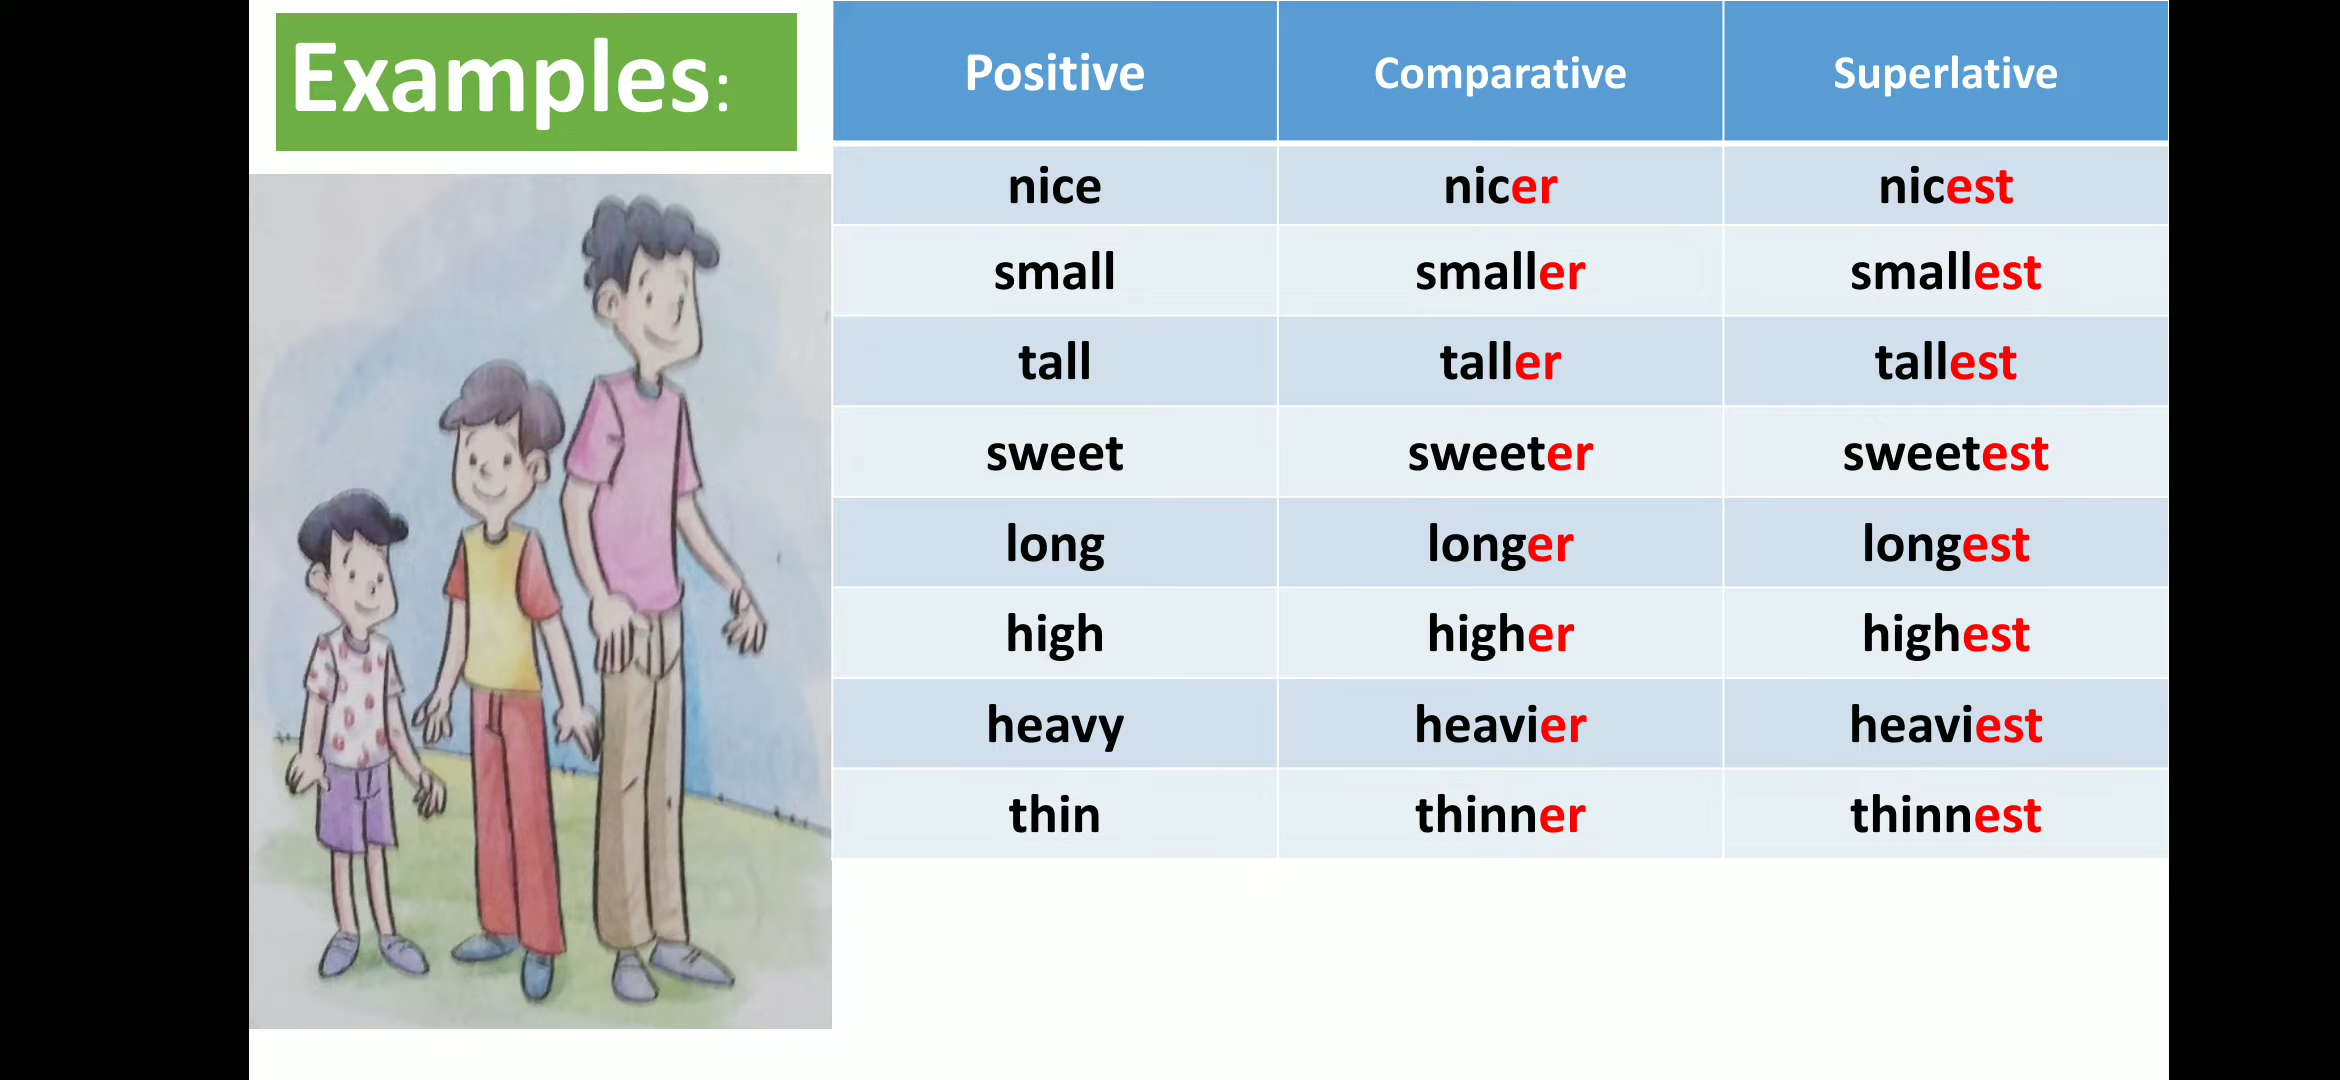 Examples:
Positive Comparative Superlative
nice nicer nicest
small smaller smallest
tall taller tallest
sweet sweeter sweetest
long longer longest
high higher highest
heavy heavier heaviest
thin thinner thinnest